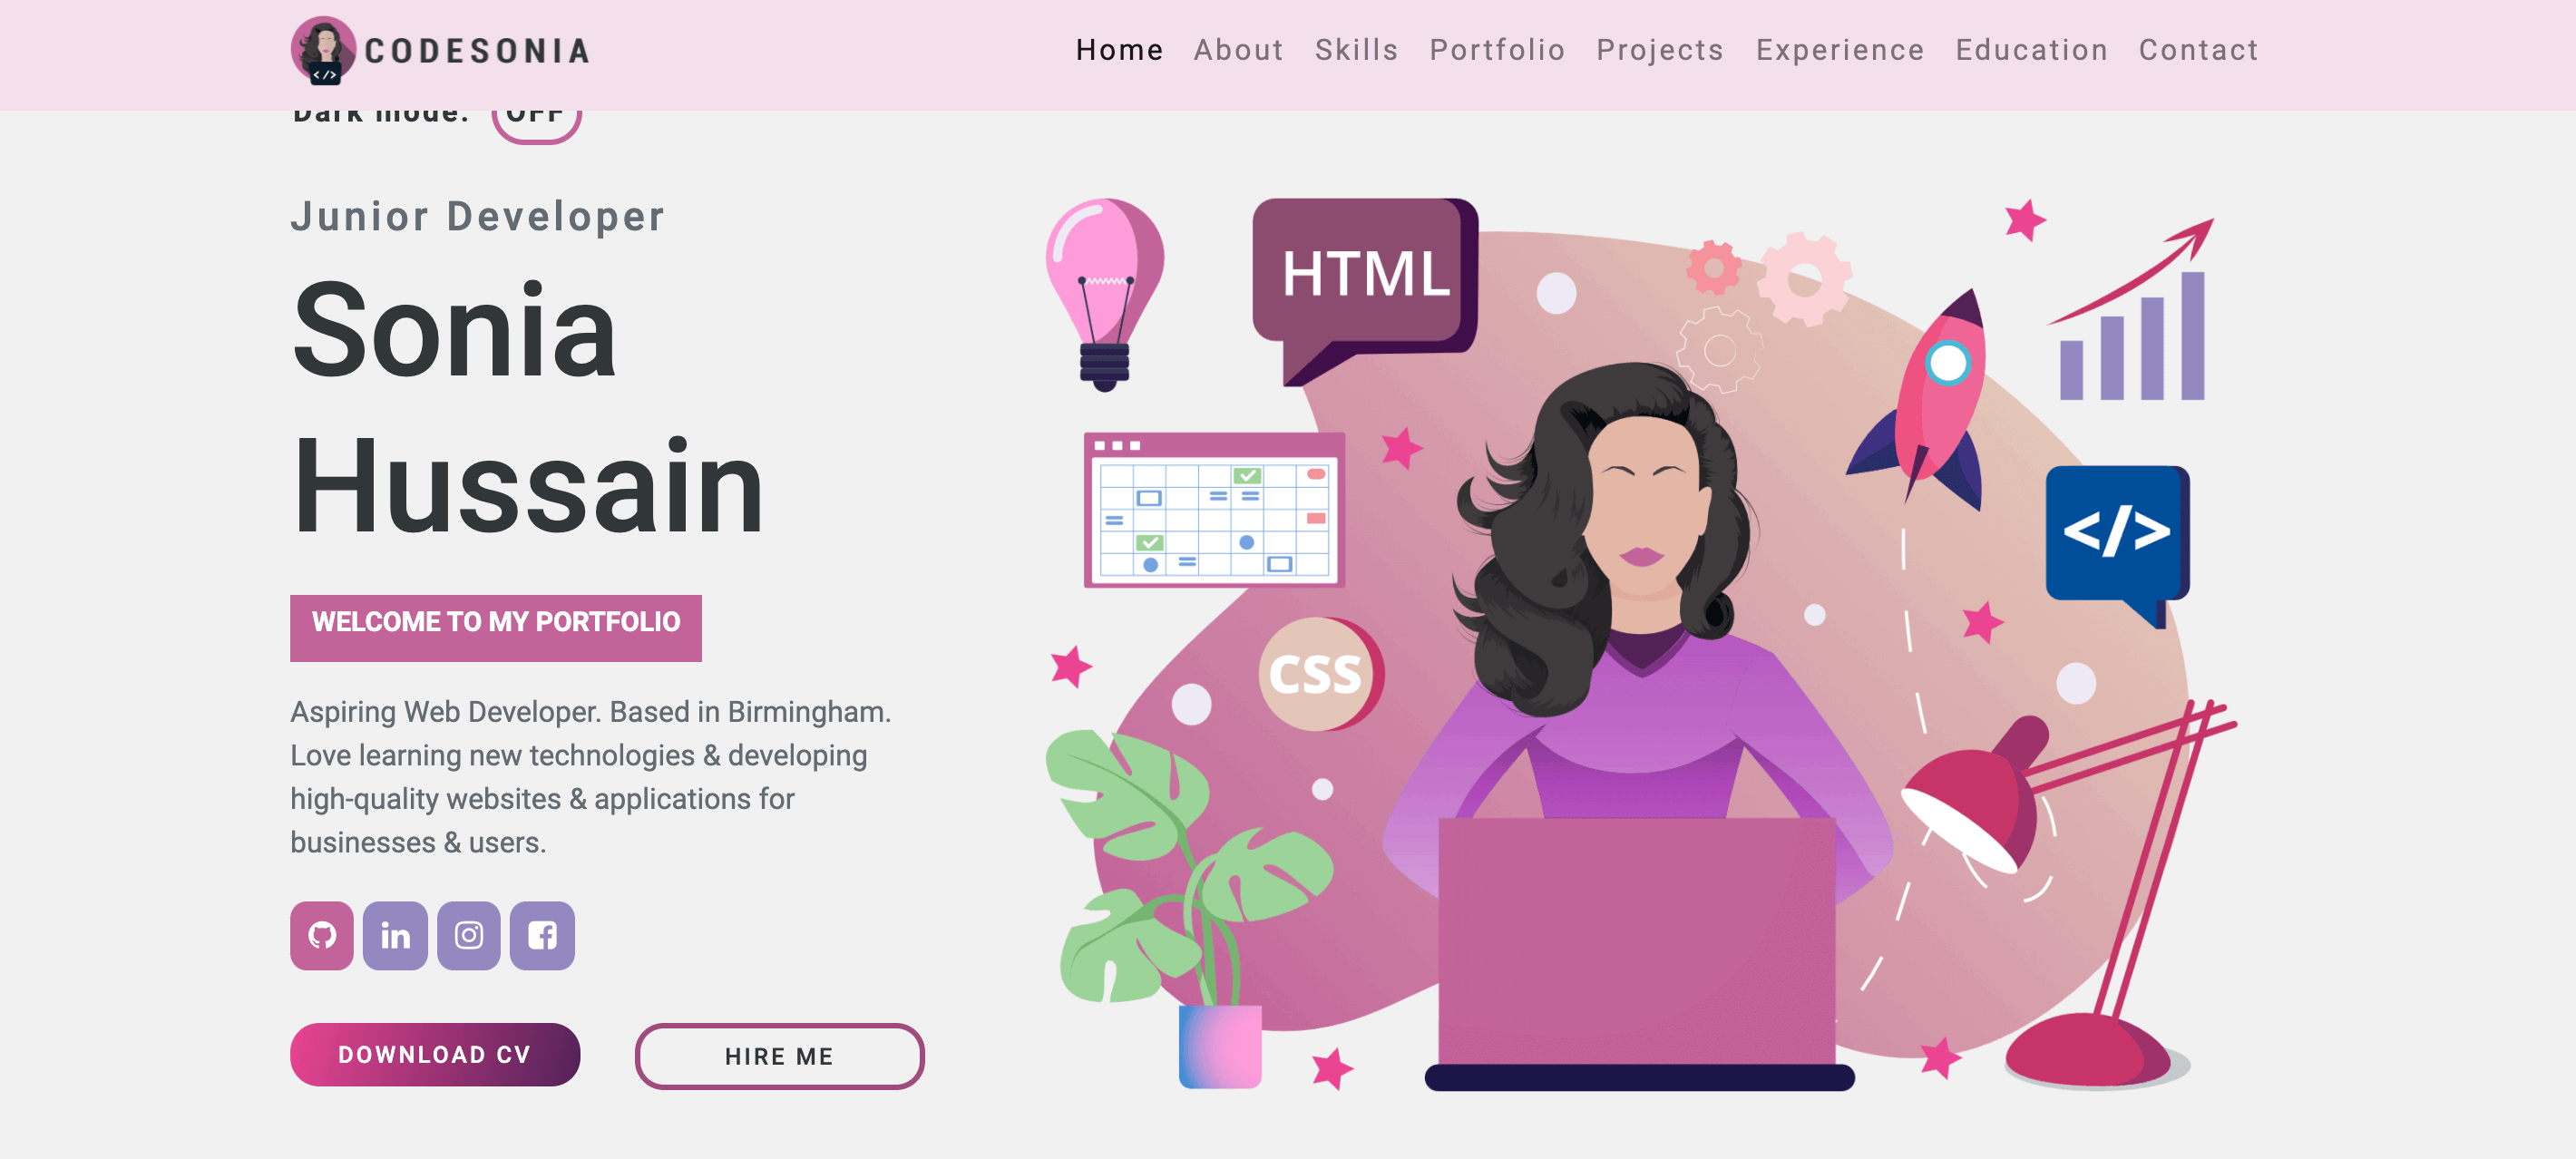 CODESONIA
Home About Skills Portfolio Projects Experience Education Contact
Dark mode: OFF
Junior Developer
Sonia
Hussain
WELCOME TO MY PORTFOLIO
Aspiring Web Developer. Based in Birmingham.
Love learning new technologies & developing
high-quality websites & applications for
businesses & users.
in
DOWNLOAD CV
HIRE ME
HTML
</>
CSS
</>